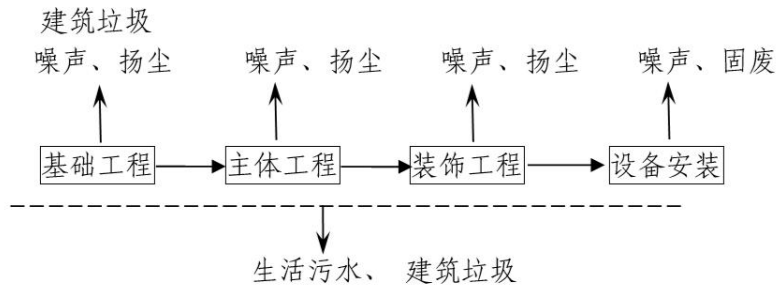 建筑垃圾
噪声、扬尘 噪声、扬尘 噪声、扬尘 噪声、固废
基础工程 主体工程 装饰工程 设备安装
生活污水、 建筑垃圾